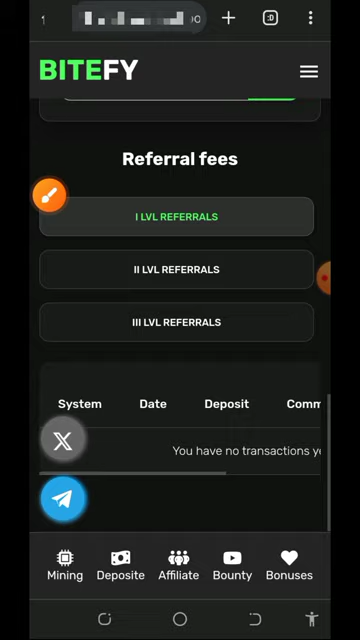 BITEFY
Referral fees
I LVL REFERRALS
II LVL REFERRALS
III LVL REFERRALS
System Date Deposit Comm
You have no transactions ye
Mining Deposite Affiliate Bounty Bonuses